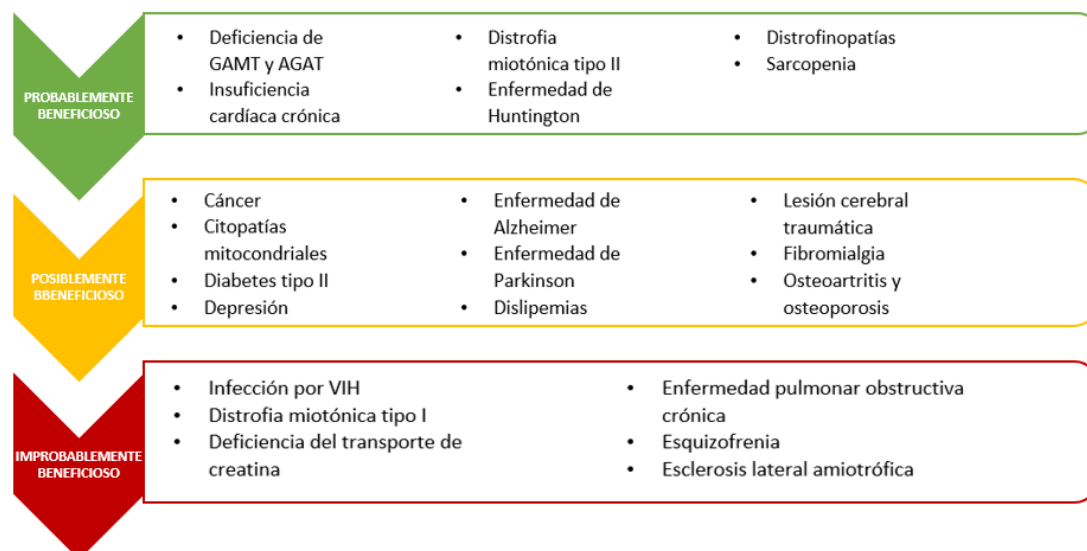 PROBABLEMENTE
BENEFICIOSO
• Deficiencia de
GAMT y AGAT
• Insuficiencia
cardíaca crónica
• Distrofia
miotónica tipo II
• Enfermedad de
Huntington
• Distrofinopatías
• Sarcopenia
POSIBLEMENTE
BBENEFICIOSO
• Cáncer
• Citopatías
mitocondriales
• Diabetes tipo II
• Depresión
• Enfermedad de
Alzheimer
• Enfermedad de
Parkinson
• Dislipemias
• Lesión cerebral
traumática
• Fibromialgia
• Osteoartritis y
osteoporosis
IMPROBABLEMENTE
BENEFICIOSO
• Infección por VIH
• Distrofia miotónica tipo I
• Deficiencia del transporte de
creatina
• Enfermedad pulmonar obstructiva
crónica
• Esquizofrenia
• Esclerosis lateral amiotrófica